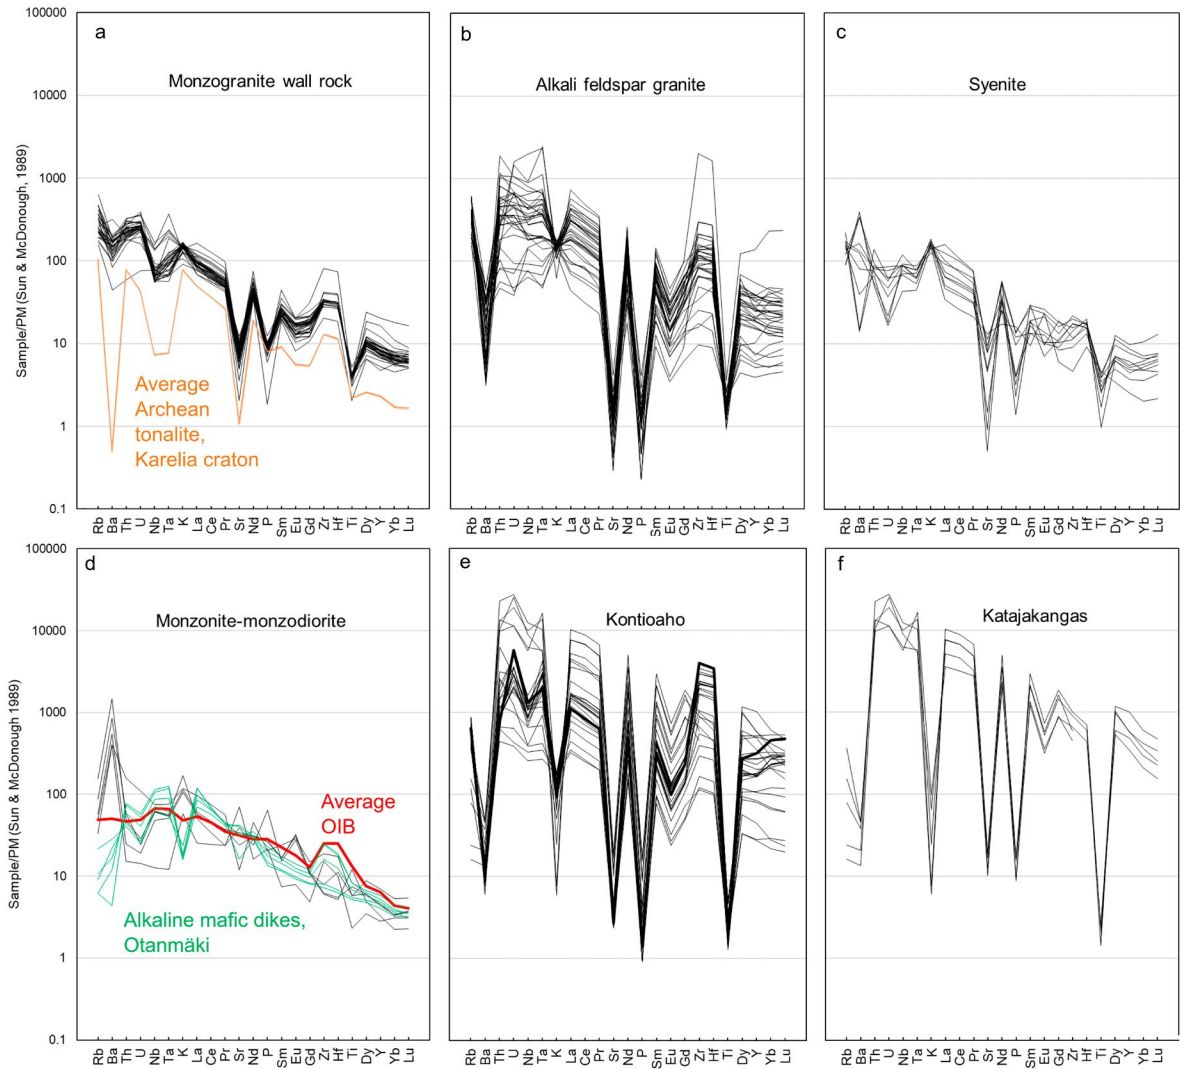 a
Monzogranite wall rock
100000
10000
1000
100
10
1
0.1
Sample/PM (Sun & McDonough, 1989)
Average
Archean
tonalite,
Karelia craton
Rb Ba Th U Nb Ta K La Ce Pr Sr Nd P Sm Eu Gd Zr Hf Ti Dy Y Yb Lu
b
Alkali feldspar granite
Rb Ba Th U Nb Ta K La Ce Pr Sr Nd P Sm Eu Gd Zr Hf Ti Dy Y Yb Lu
c
Syenite
Rb Ba Th U Nb Ta K La Ce Pr Sr Nd P Sm Eu Gd Zr Hf Ti Dy Y Yb Lu
d
Monzonite-monzodiorite
100000
10000
1000
100
10
1
0.1
Sample/PM (Sun & McDonough 1989)
Average
OIB
Alkaline mafic dikes,
Otanmäki
Rb Ba Th U Nb Ta K La Ce Pr Sr Nd P Sm Eu Gd Zr Hf Ti Dy Y Yb Lu
e
Kontioaho
Rb Ba Th U Nb Ta K La Ce Pr Sr Nd P Sm Eu Gd Zr Hf Ti Dy Y Yb Lu
f
Katajakangas
Rb Ba Th U Nb Ta K La Ce Pr Sr Nd P Sm Eu Gd Zr Hf Ti Dy Y Yb Lu